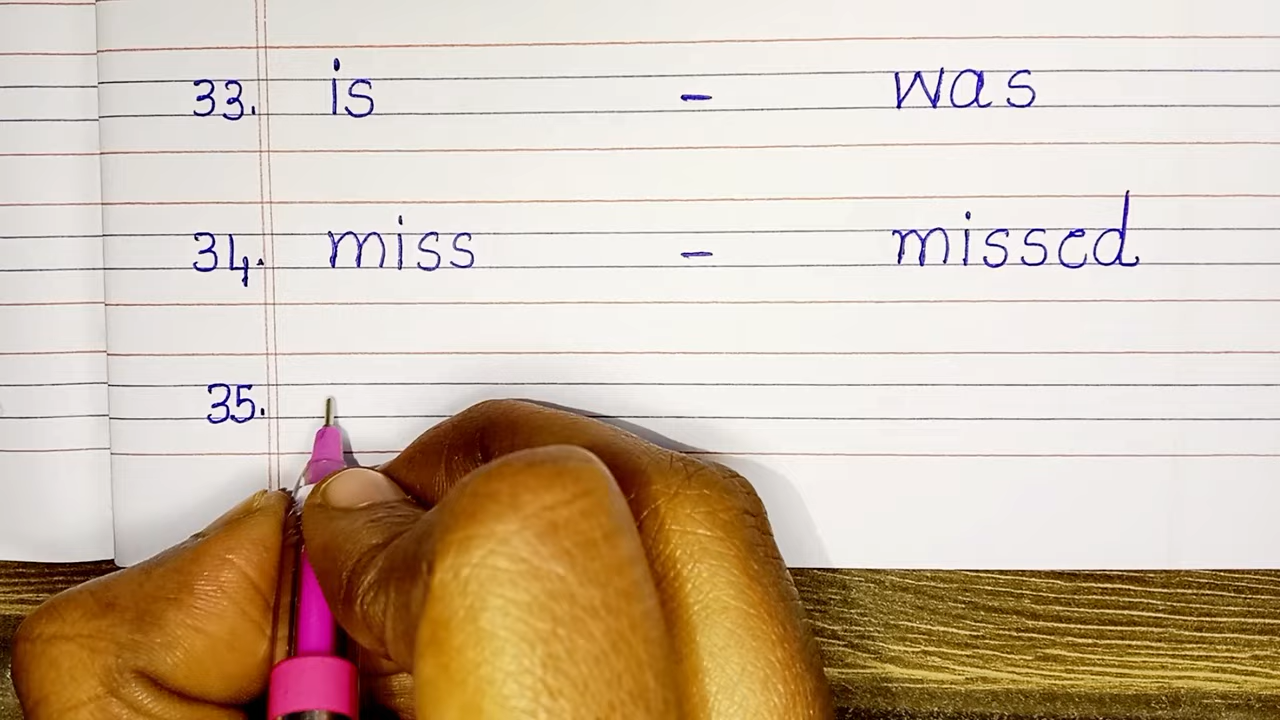 33. is - was
34. miss - missed
35.